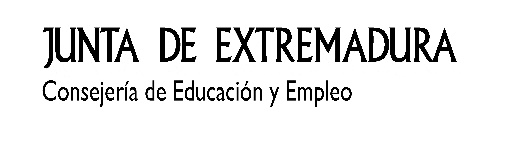 JUNTA DE EXTREMADURA
Consejería de Educación y Empleo